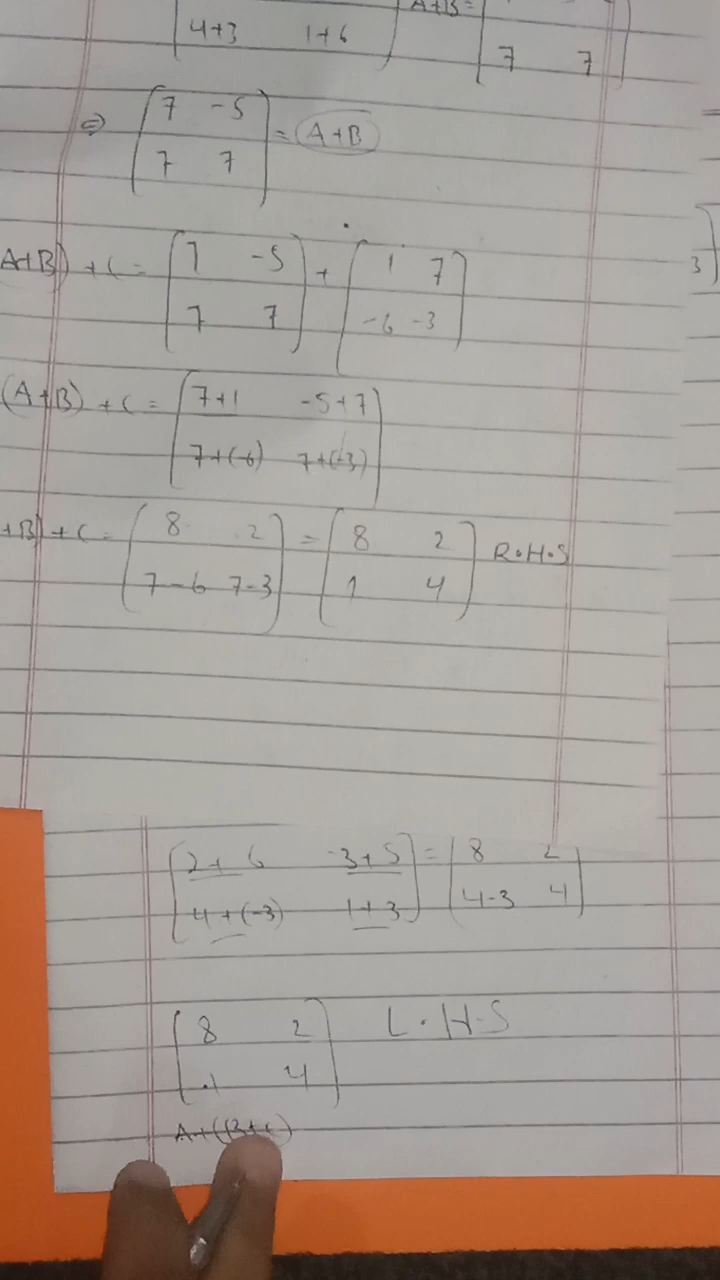 4+3 1+6 A+B=
7 7
⇒ [7 -5 = A+B
7 7]
A+B) + C = [7 -5 + [1 7]
7 7] -6 -3]
3
(A+B) + C = [7+1 -5+7
7+(-6) 7+(-3)]
+B) + C = [8 2 = [8 2 R.H.S
7-6 7-3] 1 4]
[2+6 -3+5 = [8 2
4+(-3) 1+3] 4-3 4]
[8 2 L.H.S
1 4]
A+(B+C)